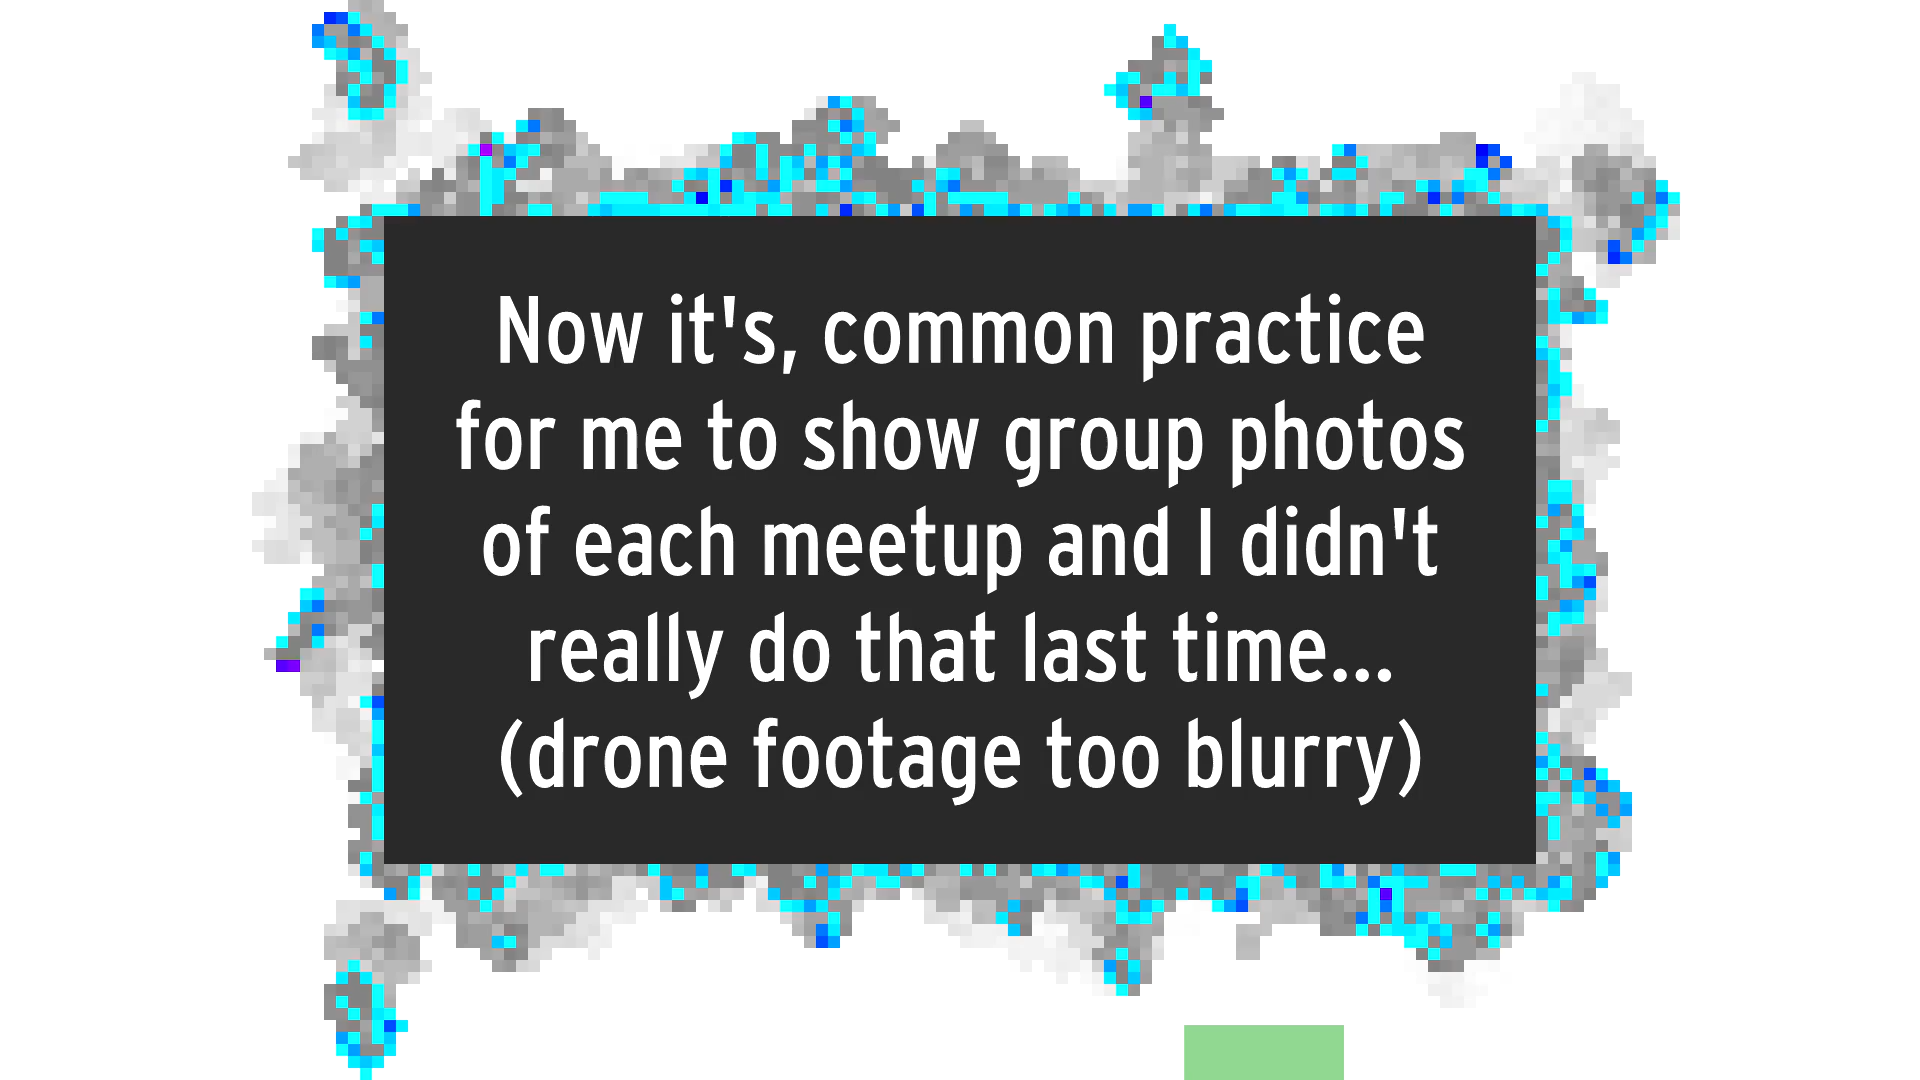 Now it's, common practice
for me to show group photos
of each meetup and I didn't
really do that last time...
(drone footage too blurry)